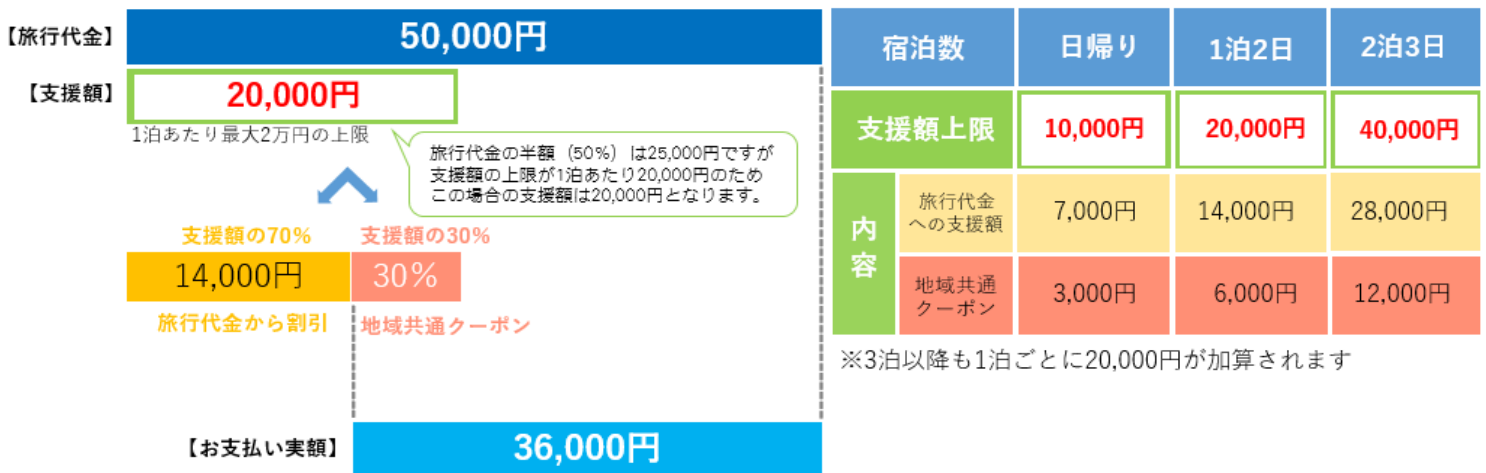 【旅行代金】
50,000円
【支援額】
20,000円
1泊あたり最大2万円の上限
旅行代金の半額（50%）は25,000円ですが
支援額の上限が1泊あたり20,000円のため
この場合の支援額は20,000円となります。
支援額の70%
支援額の30%
14,000円
30%
旅行代金から割引
地域共通クーポン
【お支払い実額】
36,000円
宿泊数
日帰り
1泊2日
2泊3日
支援額上限
10,000円
20,000円
40,000円
内容
旅行代金
への支援額
7,000円
14,000円
28,000円
地域共通
クーポン
3,000円
6,000円
12,000円
※3泊以降も1泊ごとに20,000円が加算されます